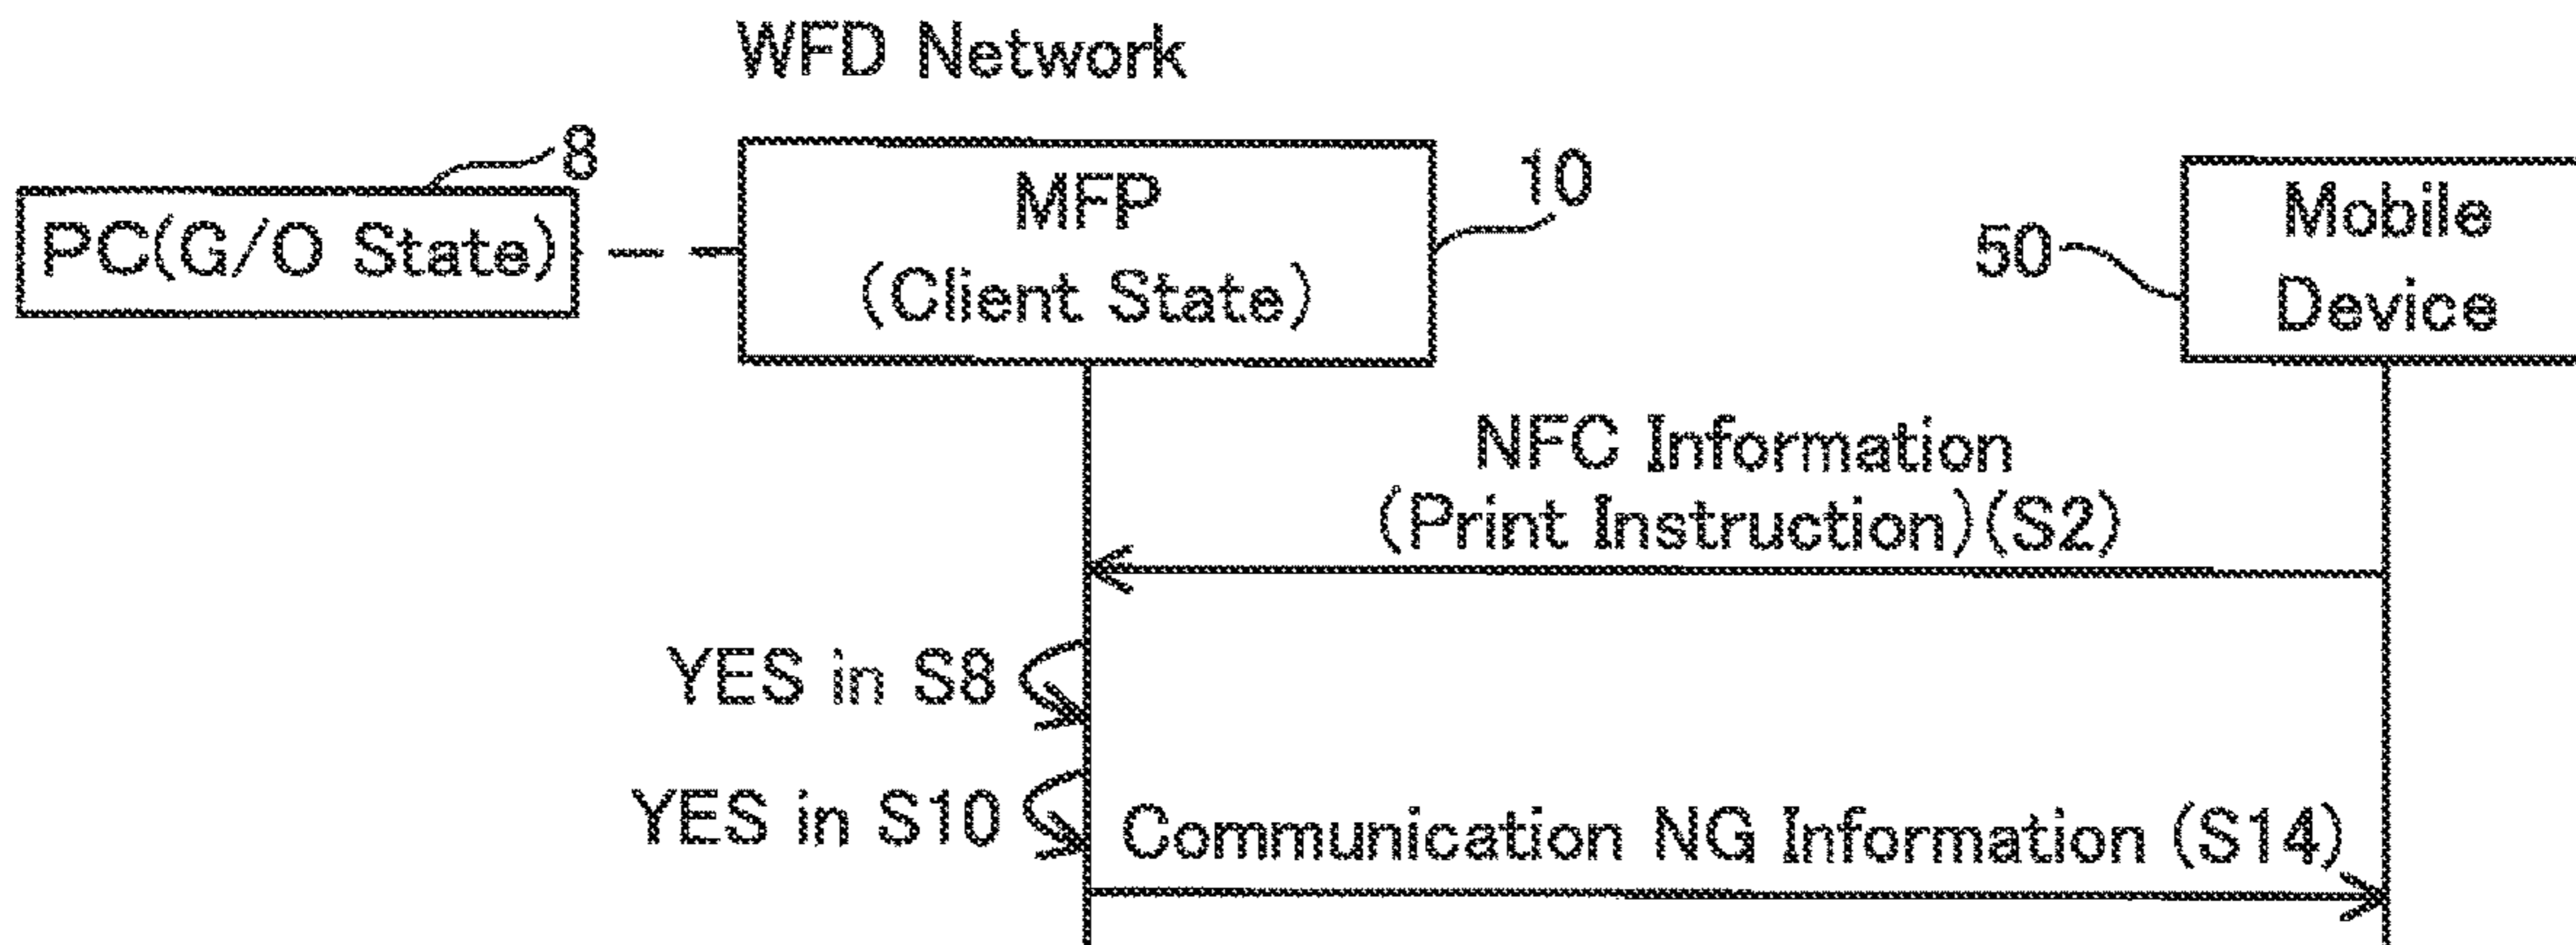 WFD Network
8
PC(G/O State)
MFP
(Client State)
10
50
Mobile
Device
NFC Information
(Print Instruction)(S2)
YES in S8
YES in S10
Communication NG Information (S14)